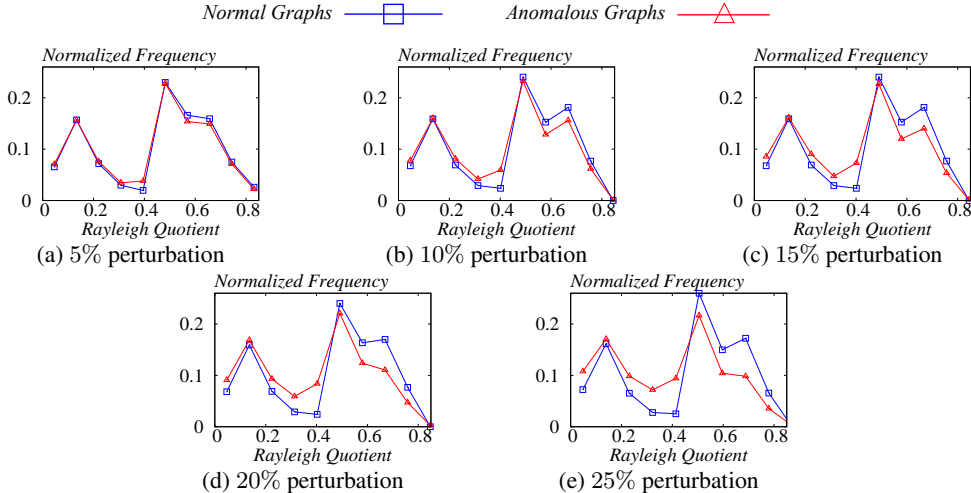 Normal Graphs Anomalous Graphs
Normalized Frequency Normalized Frequency Normalized Frequency
0.2 0.2 0.2
0.1 0.1 0.1
0 0 0
0 0.2 0.4 0.6 0.8 0 0.2 0.4 0.6 0.8 0 0.2 0.4 0.6 0.8
Rayleigh Quotient Rayleigh Quotient Rayleigh Quotient
(a) 5% perturbation (b) 10% perturbation (c) 15% perturbation
Normalized Frequency Normalized Frequency
0.2 0.2
0.1 0.1
0 0
0 0.2 0.4 0.6 0.8 0 0.2 0.4 0.6 0.8
Rayleigh Quotient Rayleigh Quotient
(d) 20% perturbation (e) 25% perturbation